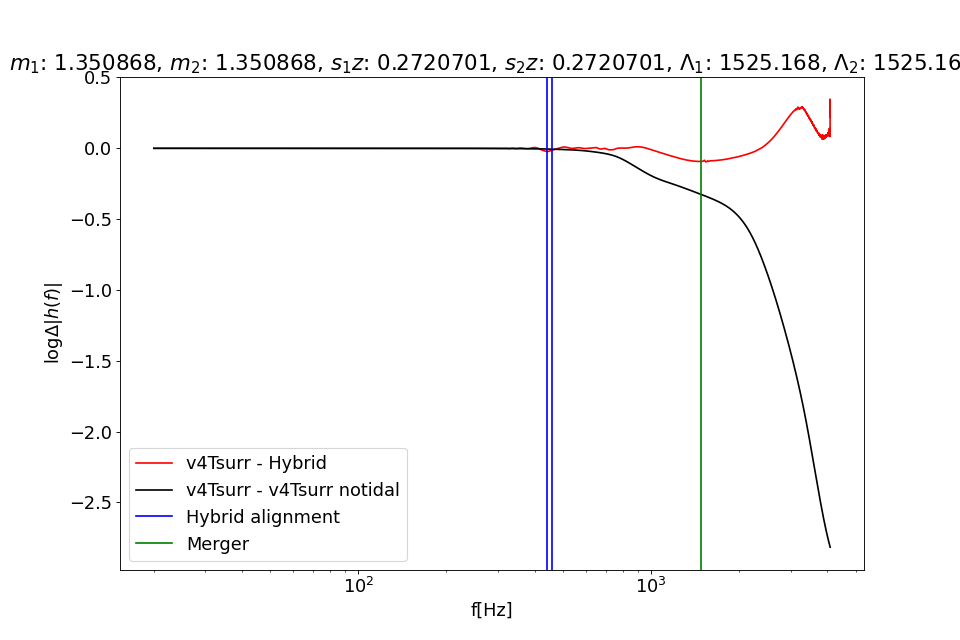 m₁: 1.350868, m₂: 1.350868, s₁z: 0.2720701, s₂z: 0.2720701, Λ₁: 1525.168, Λ₂: 1525.16
0.5
0.0
−0.5
−1.0
−1.5
−2.0
−2.5
logΔ|h(f)|
v4Tsurr - Hybrid
v4Tsurr - v4Tsurr notidal
Hybrid alignment
Merger
10² 10³
f[Hz]